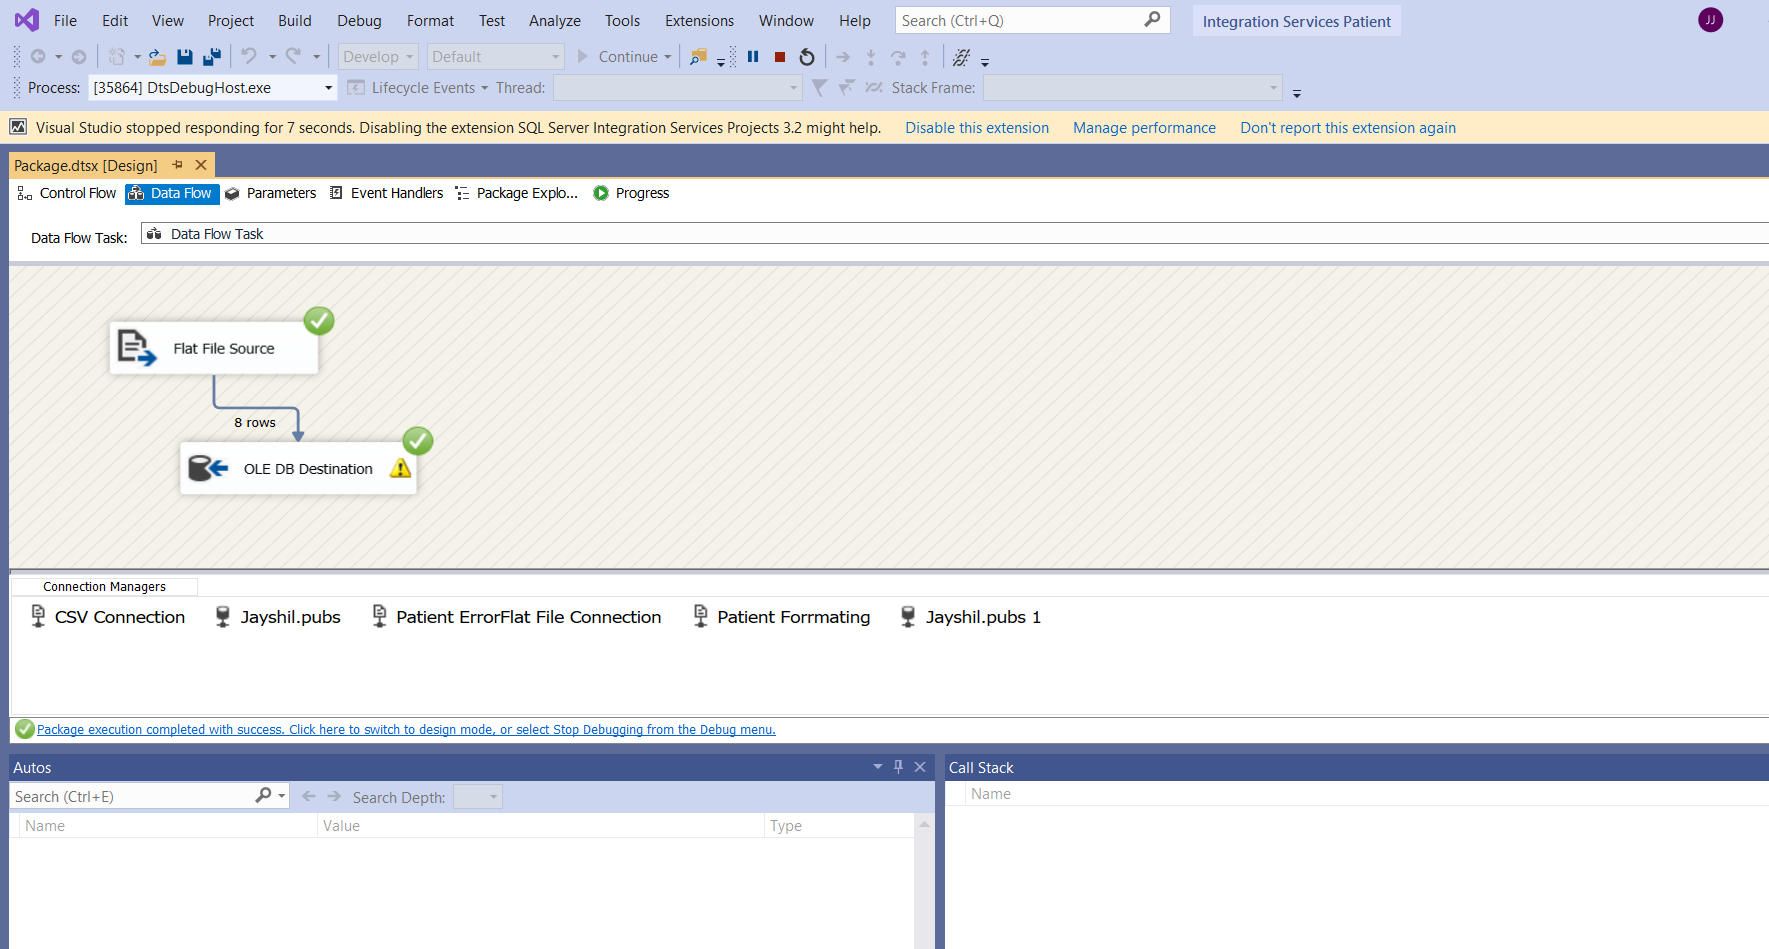 File Edit View Project Build Debug Format Test Analyze Tools Extensions Window Help Search (Ctrl+Q) Integration Services Patient JJ
Develop Default Continue
Process: [35864] DtsDebugHost.exe Lifecycle Events Thread: Stack Frame:
Visual Studio stopped responding for 7 seconds. Disabling the extension SQL Server Integration Services Projects 3.2 might help. Disable this extension Manage performance Don't report this extension again
Package.dtsx [Design]
Control Flow Data Flow Parameters Event Handlers Package Explo... Progress
Data Flow Task: Data Flow Task
Flat File Source
8 rows
OLE DB Destination
Connection Managers
CSV Connection Jayshil.pubs Patient ErrorFlat File Connection Patient Forrmating Jayshil.pubs 1
Package execution completed with success. Click here to switch to design mode, or select Stop Debugging from the Debug menu.
Autos Call Stack
Search (Ctrl+E) Search Depth: Name
Name Value Type